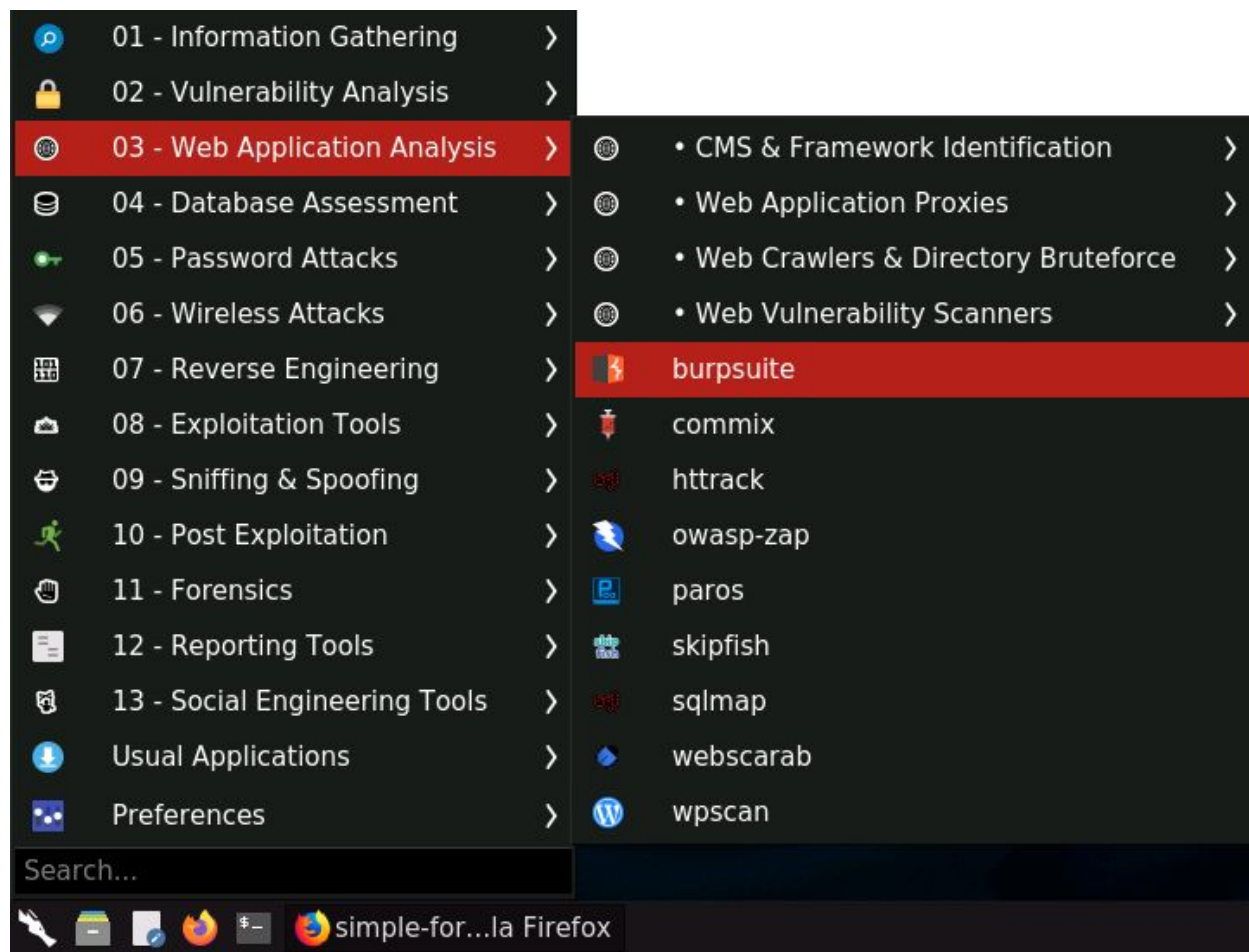 01 - Information Gathering
02 - Vulnerability Analysis
03 - Web Application Analysis
04 - Database Assessment
05 - Password Attacks
06 - Wireless Attacks
07 - Reverse Engineering
08 - Exploitation Tools
09 - Sniffing & Spoofing
10 - Post Exploitation
11 - Forensics
12 - Reporting Tools
13 - Social Engineering Tools
Usual Applications
Preferences
Search...
• CMS & Framework Identification
• Web Application Proxies
• Web Crawlers & Directory Bruteforce
• Web Vulnerability Scanners
burpsuite
commix
httrack
owasp-zap
paros
skipfish
sqlmap
webscarab
wpscan
simple-for...la Firefox